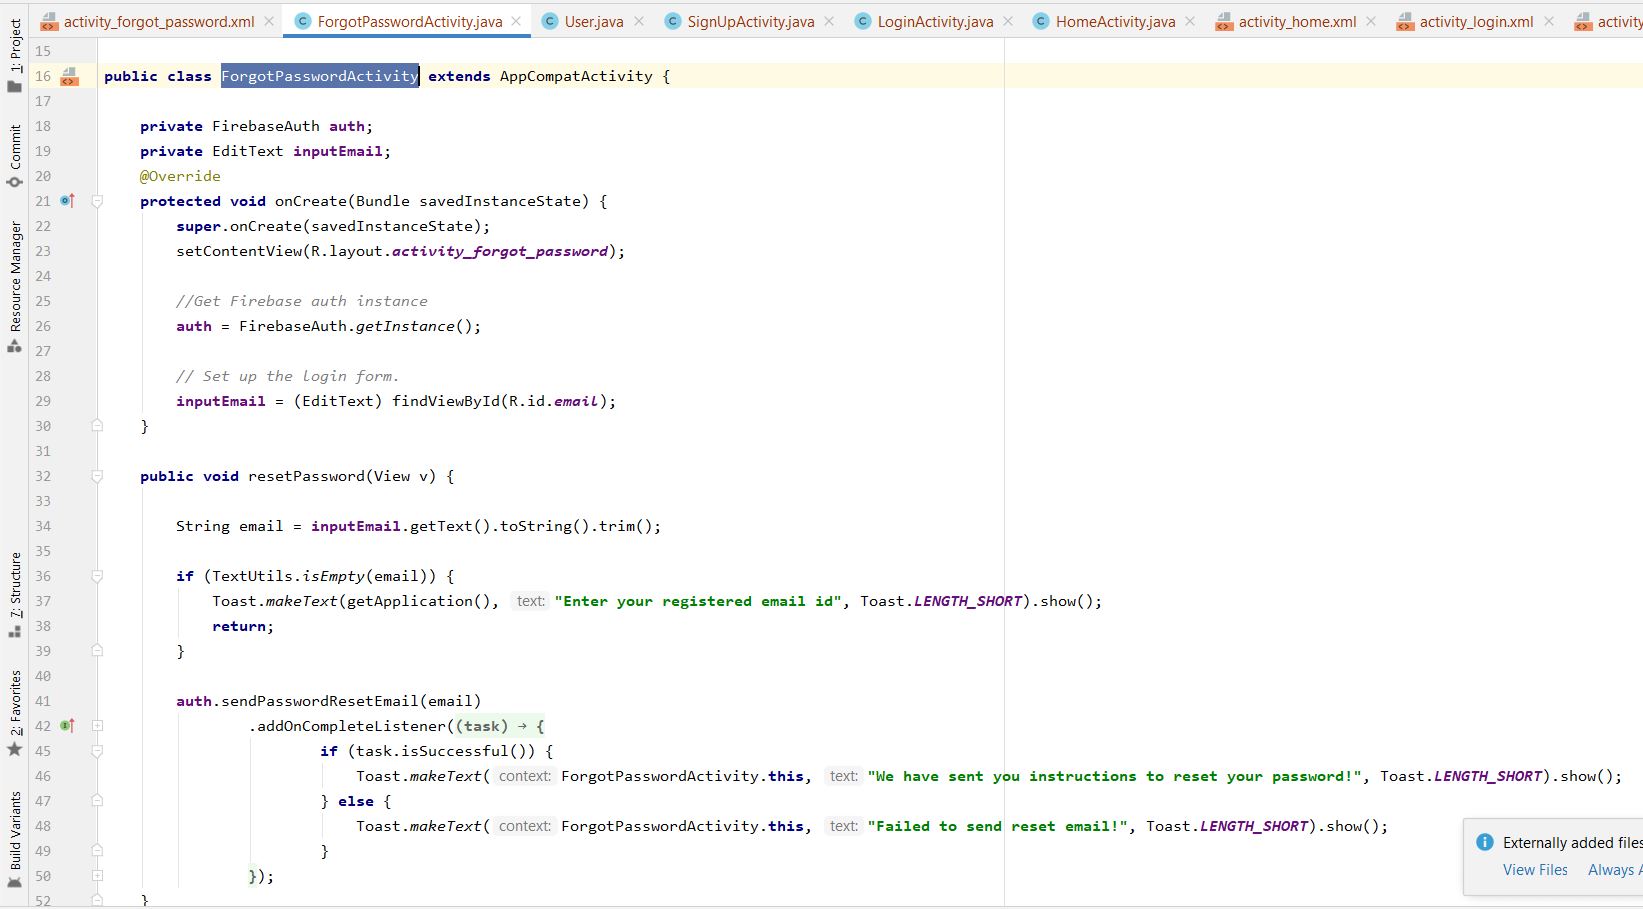 activity_forgot_password.xml ForgotPasswordActivity.java User.java SignUpActivity.java LoginActivity.java HomeActivity.java activity_home.xml activity_login.xml activity
1: Project
Commit
Resource Manager
7: Structure
2: Favorites
Build Variants
15
16 public class ForgotPasswordActivity extends AppCompatActivity {
17
18 private FirebaseAuth auth;
19 private EditText inputEmail;
20 @Override
21 protected void onCreate(Bundle savedInstanceState) {
22 super.onCreate(savedInstanceState);
23 setContentView(R.layout.activity_forgot_password);
24
25 //Get Firebase auth instance
26 auth = FirebaseAuth.getInstance();
27
28 // Set up the login form.
29 inputEmail = (EditText) findViewById(R.id.email);
30 }
31
32 public void resetPassword(View v) {
33
34 String email = inputEmail.getText().toString().trim();
35
36 if (TextUtils.isEmpty(email)) {
37 Toast.makeText(getApplication(), text: "Enter your registered email id", Toast.LENGTH_SHORT).show();
38 return;
39 }
40
41 auth.sendPasswordResetEmail(email)
42 .addOnCompleteListener((task) → {
45 if (task.isSuccessful()) {
46 Toast.makeText( context: ForgotPasswordActivity.this, text: "We have sent you instructions to reset your password!", Toast.LENGTH_SHORT).show();
47 } else {
48 Toast.makeText( context: ForgotPasswordActivity.this, text: "Failed to send reset email!", Toast.LENGTH_SHORT).show();
49 }
50 });
52 }
Externally added files
View Files Always A